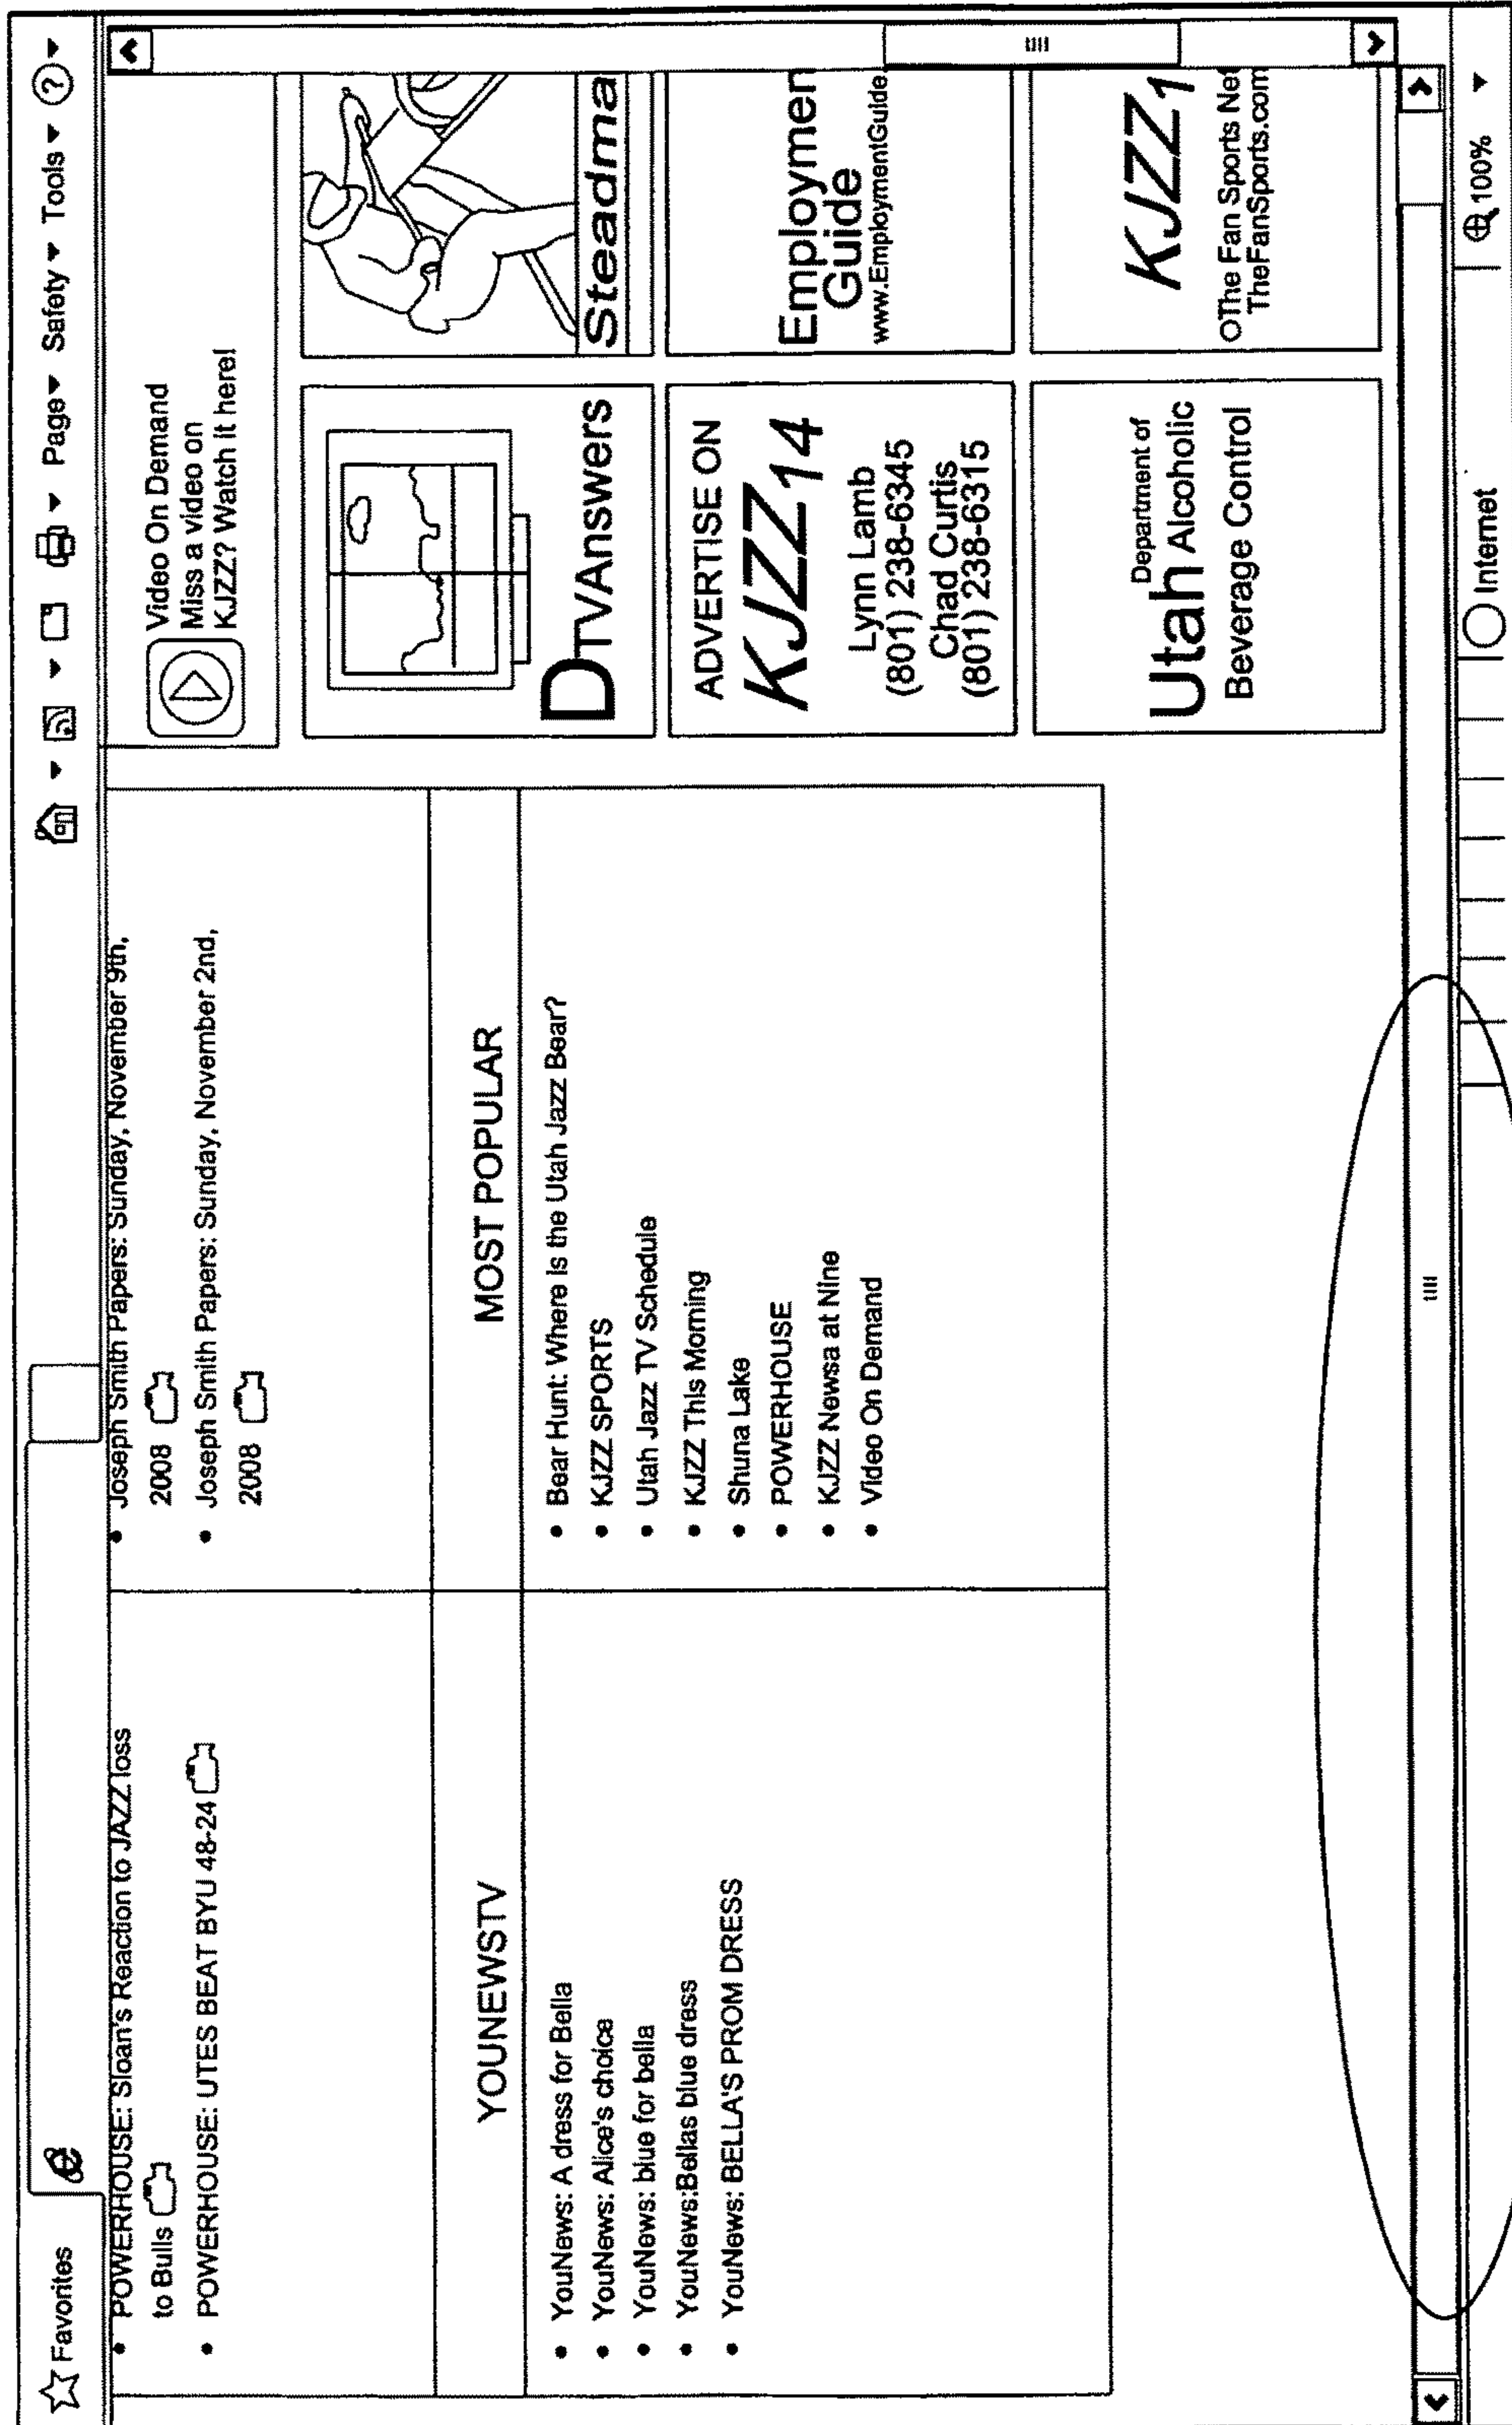 Favorites
Page
Safety
Tools
?
POWERHOUSE: Sloan's Reaction to JAZZ loss
to Bulls
POWERHOUSE: UTES BEAT BYU 48-24
Joseph Smith Papers: Sunday, November 9th,
2008
Joseph Smith Papers: Sunday, November 2nd,
2008
YOUNEWSTV
YouNews: A dress for Bella
YouNews: Alice's choice
YouNews: blue for bella
YouNews:Bellas blue dress
YouNews: BELLA'S PROM DRESS
MOST POPULAR
Bear Hunt: Where is the Utah Jazz Bear?
KJZZ SPORTS
Utah Jazz TV Schedule
KJZZ This Morning
Shuna Lake
POWERHOUSE
KJZZ Newsa at Nine
Video On Demand
Video On Demand
Miss a video on
KJZZ? Watch it here!
DTVAnswers
Steadma
ADVERTISE ON
KJZZ14
Lynn Lamb
(801) 238-6345
Chad Curtis
(801) 238-6315
Employmen
Guide
www.EmploymentGuide
Department of
Utah Alcoholic
Beverage Control
KJZZ1
OThe Fan Sports Net
TheFanSports.com
Internet
100%